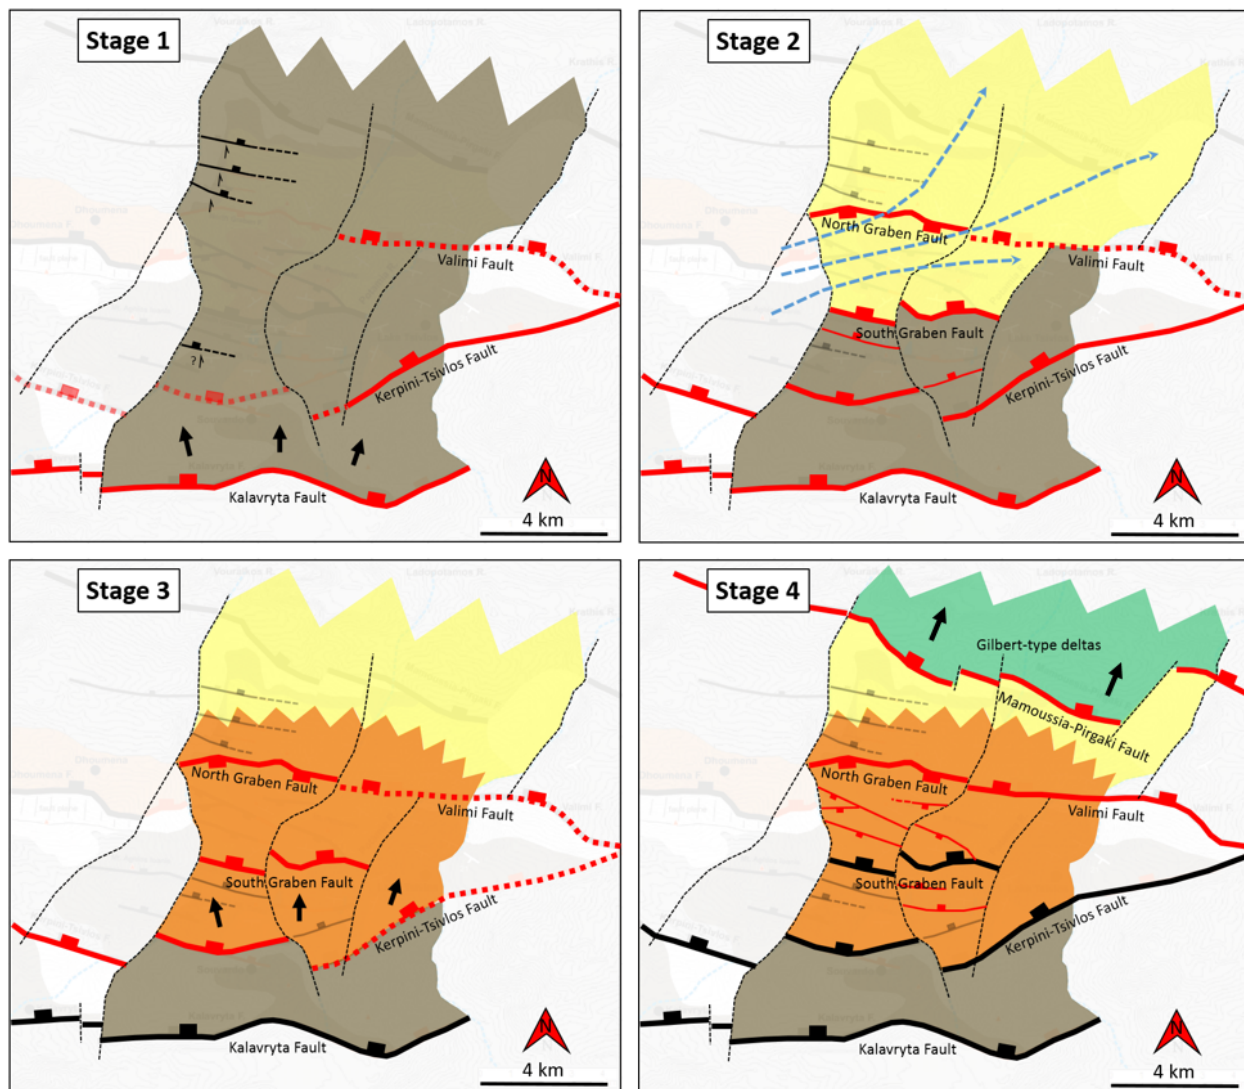 Stage 1
Valimi Fault
Kerpini-Tsivlos Fault
?
Kalavryta Fault
N
4 km
Stage 2
North Graben Fault
Valimi Fault
South Graben Fault
Kerpini-Tsivlos Fault
Kalavryta Fault
N
4 km
Stage 3
North Graben Fault
Valimi Fault
South Graben Fault
Kerpini-Tsivlos Fault
Kalavryta Fault
N
4 km
Stage 4
Gilbert-type deltas
Mamoussia-Pirgaki Fault
North Graben Fault
Valimi Fault
South Graben Fault
Kerpini-Tsivlos Fault
Kalavryta Fault
N
4 km